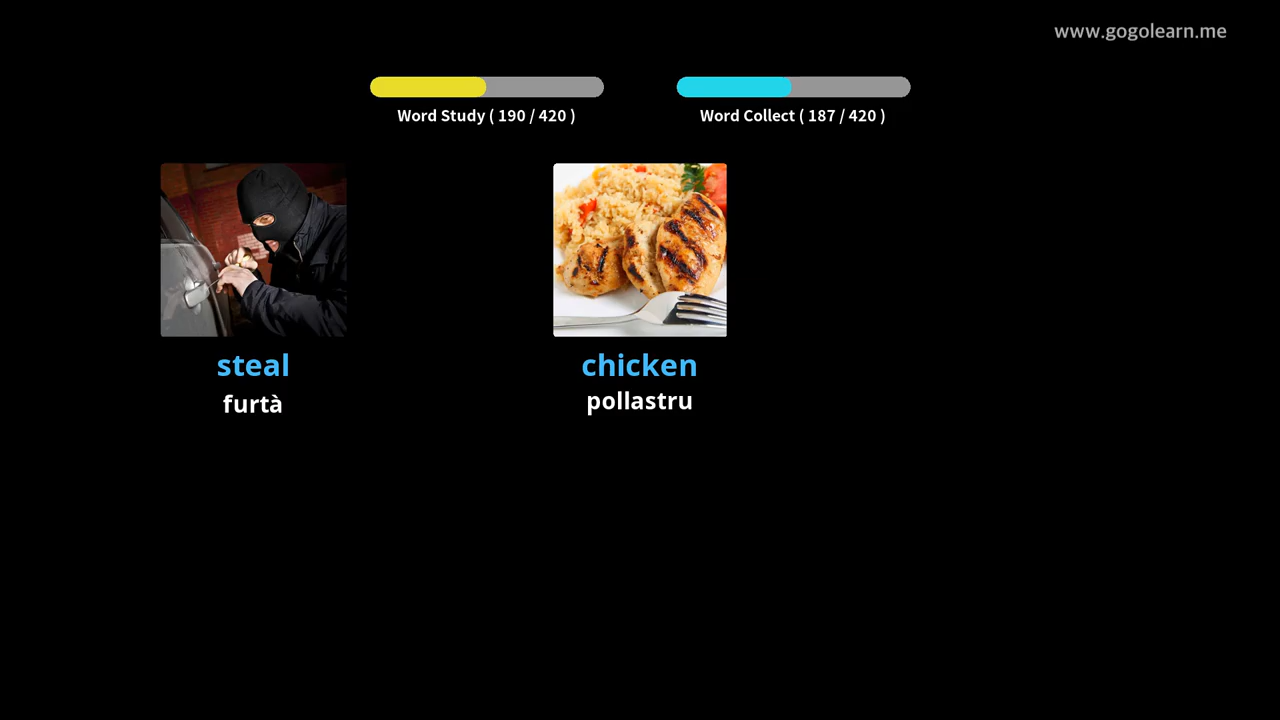 www.gogolearn.me
Word Study ( 190 / 420 )
Word Collect ( 187 / 420 )
steal
furtà
chicken
pollastru